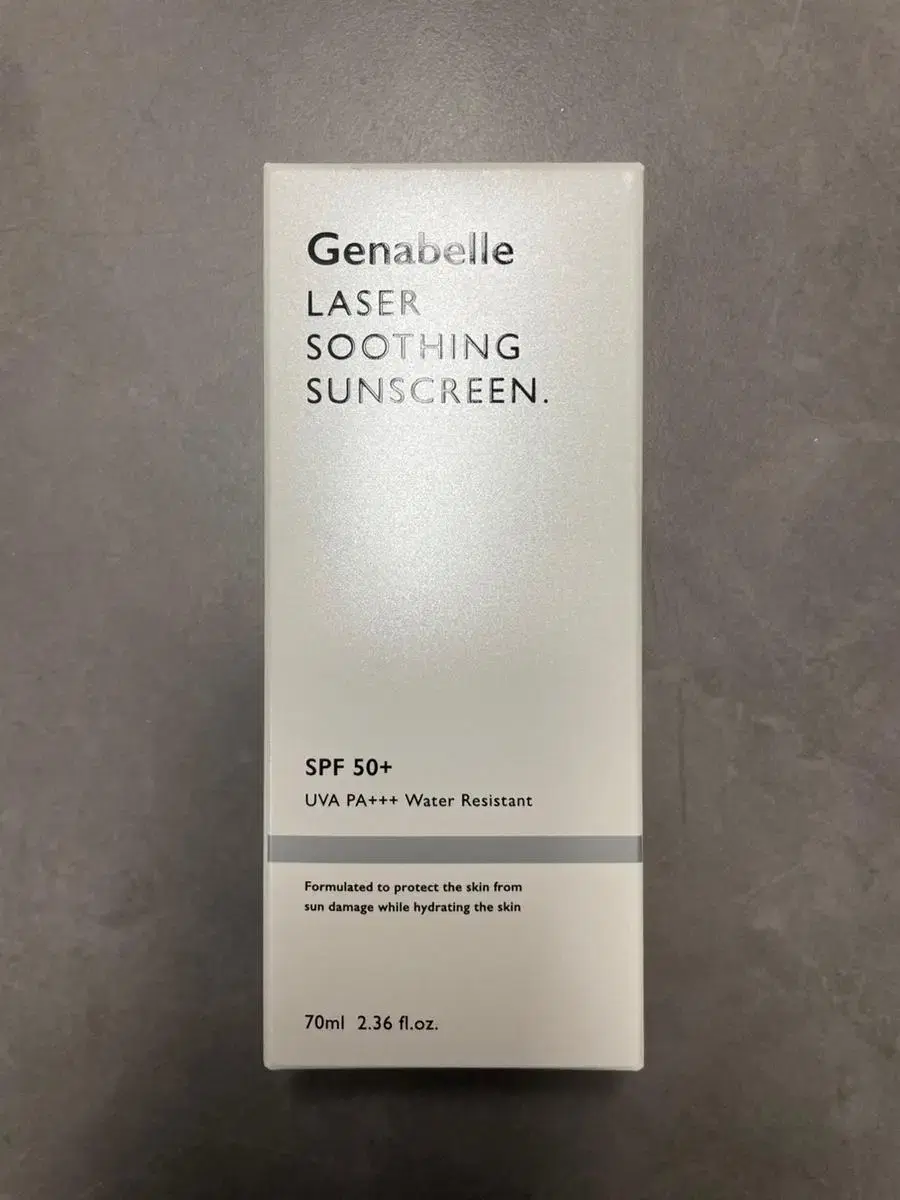 Genabelle
LASER
SOOTHING
SUNSCREEN.
SPF 50+
UVA PA+++ Water Resistant
Formulated to protect the skin from
sun damage while hydrating the skin
70ml 2.36 fl.oz.